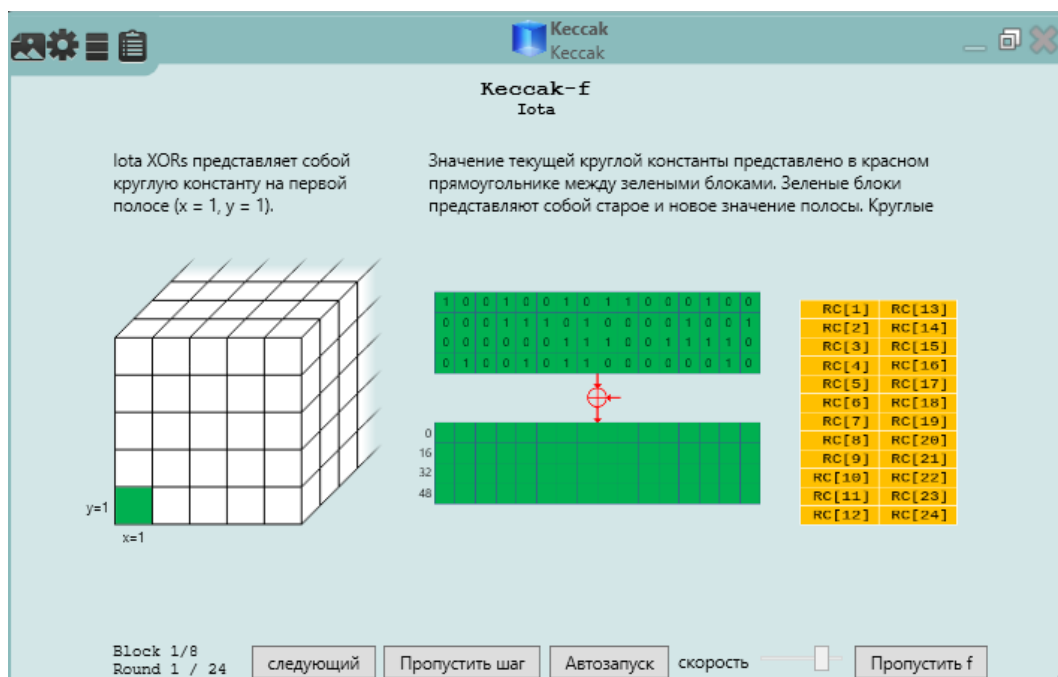 Keccak
Keccak
Keccak-f
Iota
Iota XORs представляет собой
круглую константу на первой
полосе (x = 1, y = 1).
Значение текущей круглой константы представлено в красном
прямоугольнике между зелеными блоками. Зеленые блоки
представляют собой старое и новое значение полосы. Круглые
1 0 0 1 0 0 1 0 1 1 0 0 0 1 0 0
0 0 0 1 1 1 0 1 0 0 0 0 1 0 0 1
0 0 0 0 0 1 1 1 0 0 1 1 1 1 0
0 1 0 0 1 0 1 1 0 0 0 0 0 0 1 0
0
16
32
48
y=1
x=1
RC[1] RC[13]
RC[2] RC[14]
RC[3] RC[15]
RC[4] RC[16]
RC[5] RC[17]
RC[6] RC[18]
RC[7] RC[19]
RC[8] RC[20]
RC[9] RC[21]
RC[10] RC[22]
RC[11] RC[23]
RC[12] RC[24]
Block 1/8
Round 1 / 24
следующий
Пропустить шаг
Автозапуск
скорость
Пропустить f